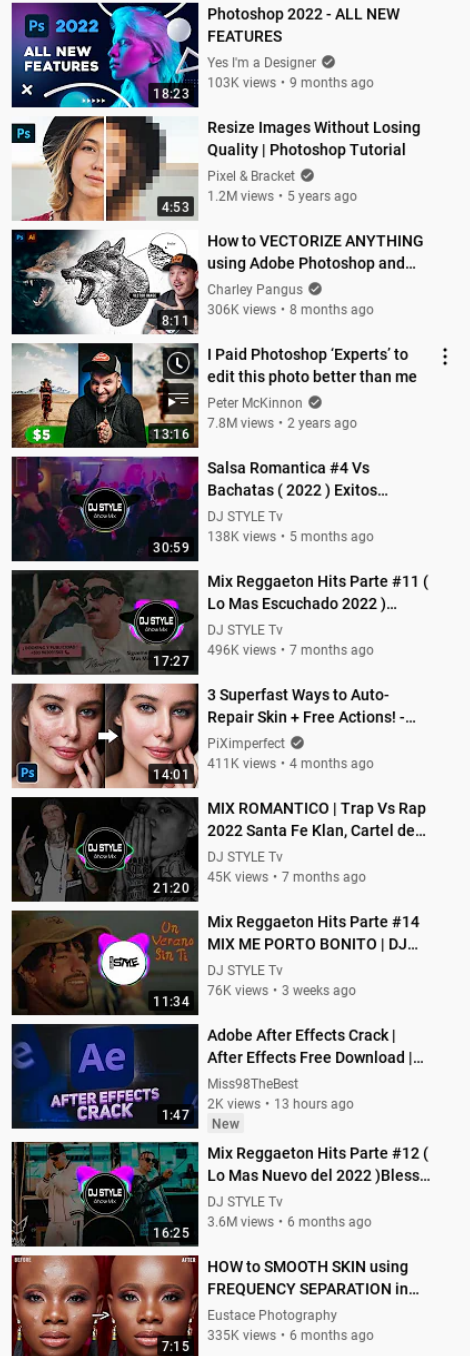 Ps 2022
ALL NEW
FEATURES
18:23
Photoshop 2022 - ALL NEW
FEATURES
Yes I'm a Designer
103K views • 9 months ago
Ps
4:53
Resize Images Without Losing
Quality | Photoshop Tutorial
Pixel & Bracket
1.2M views • 5 years ago
Ps Ai
8:11
How to VECTORIZE ANYTHING
using Adobe Photoshop and...
Charley Pangus
306K views • 8 months ago
$5
13:16
I Paid Photoshop ‘Experts’ to
edit this photo better than me
Peter McKinnon
7.8M views • 2 years ago
DJ STYLE
30:59
Salsa Romantica #4 Vs
Bachatas ( 2022 ) Exitos...
DJ STYLE Tv
138K views • 5 months ago
DJ STYLE
17:27
Mix Reggaeton Hits Parte #11 (
Lo Mas Escuchado 2022 )...
DJ STYLE Tv
496K views • 7 months ago
Ps
14:01
3 Superfast Ways to Auto-
Repair Skin + Free Actions! -...
PiXimperfect
411K views • 4 months ago
DJ STYLE
21:20
MIX ROMANTICO | Trap Vs Rap
2022 Santa Fe Klan, Cartel de...
DJ STYLE Tv
45K views • 7 months ago
Un
Verano
Sin Ti
11:34
Mix Reggaeton Hits Parte #14
MIX ME PORTO BONITO | DJ...
DJ STYLE Tv
76K views • 3 weeks ago
Ae
AFTER EFFECTS
CRACK
1:47
Adobe After Effects Crack |
After Effects Free Download |...
Miss98TheBest
2K views • 13 hours ago
New
DJ STYLE
16:25
Mix Reggaeton Hits Parte #12 (
Lo Mas Nuevo del 2022 )Bless...
DJ STYLE Tv
3.6M views • 6 months ago
BEFORE
AFTER
7:15
HOW to SMOOTH SKIN using
FREQUENCY SEPARATION in...
Eustace Photography
335K views • 6 months ago